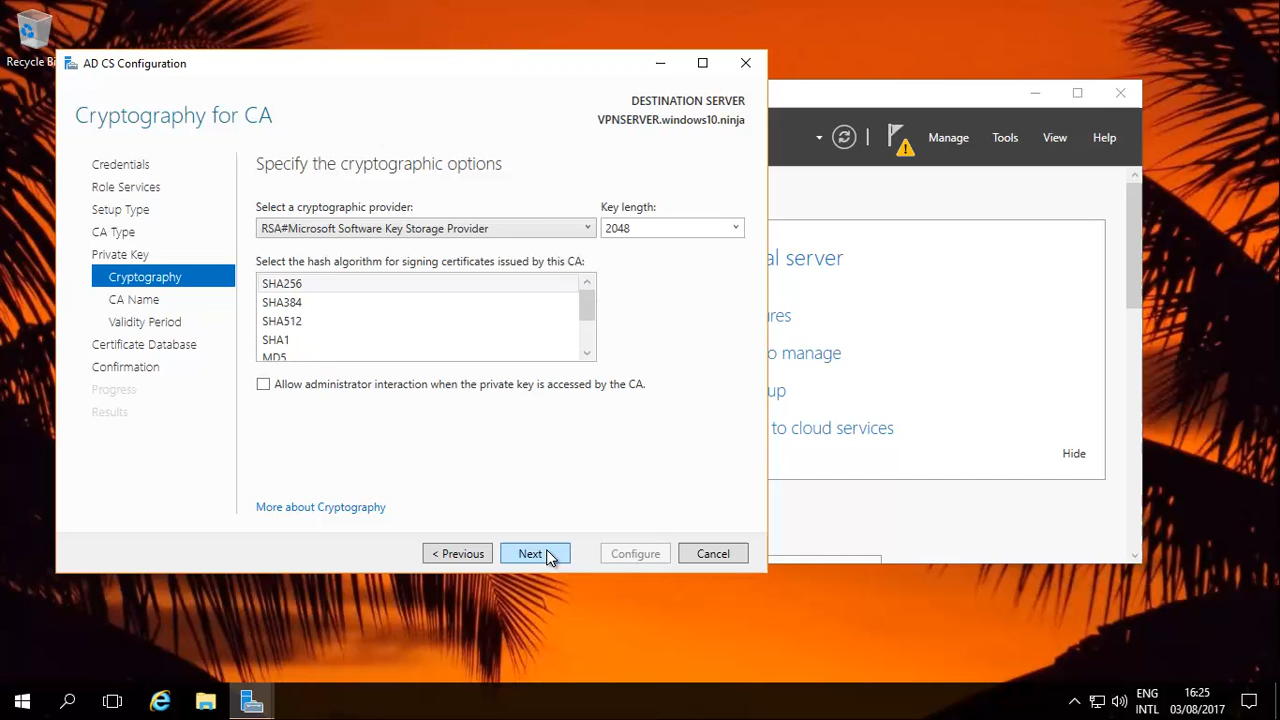 Recycle Bi
AD CS Configuration
Cryptography for CA
DESTINATION SERVER
VPNSERVER.windows10.ninja
Credentials
Role Services
Setup Type
CA Type
Private Key
Cryptography
CA Name
Validity Period
Certificate Database
Confirmation
Progress
Results
Specify the cryptographic options
Select a cryptographic provider:
Key length:
RSA#Microsoft Software Key Storage Provider
2048
Select the hash algorithm for signing certificates issued by this CA:
SHA256
SHA384
SHA512
SHA1
MD5
Allow administrator interaction when the private key is accessed by the CA.
More about Cryptography
< Previous
Next
Configure
Cancel
Manage
Tools
View
Help
al server
ures
o manage
up
to cloud services
Hide
ENG
INTL
16:25
03/08/2017